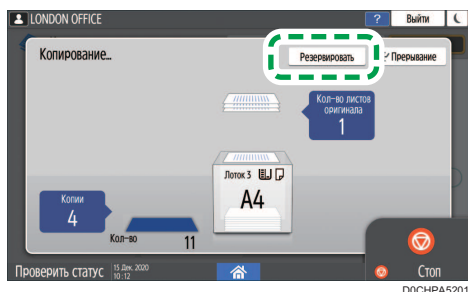 LONDON OFFICE
? Выйти
Копирование...
Резервировать
Прерывание
Кол-во листов
оригинала
1
Лоток 3
A4
Копии
4
Кол-во 11
Проверить статус
15 Дек. 2020
10:12
Стоп
D0CHPA5201